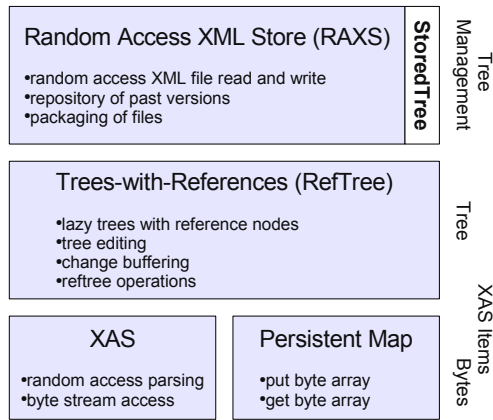 Random Access XML Store (RAXS)
•random access XML file read and write
•repository of past versions
•packaging of files
StoredTree
Tree
Management
Trees-with-References (RefTree)
•lazy trees with reference nodes
•tree editing
•change buffering
•reftree operations
Tree
XAS
•random access parsing
•byte stream access
Persistent Map
•put byte array
•get byte array
XAS Items
Bytes